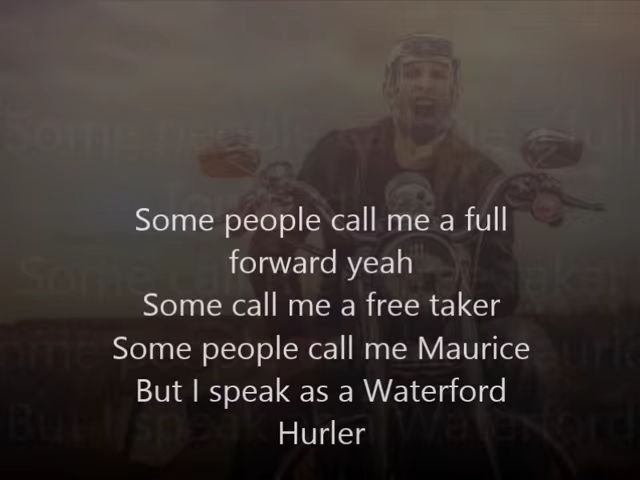 Some people call me a full
forward yeah
Some call me a free taker
Some people call me Maurice
But I speak as a Waterford
Hurler